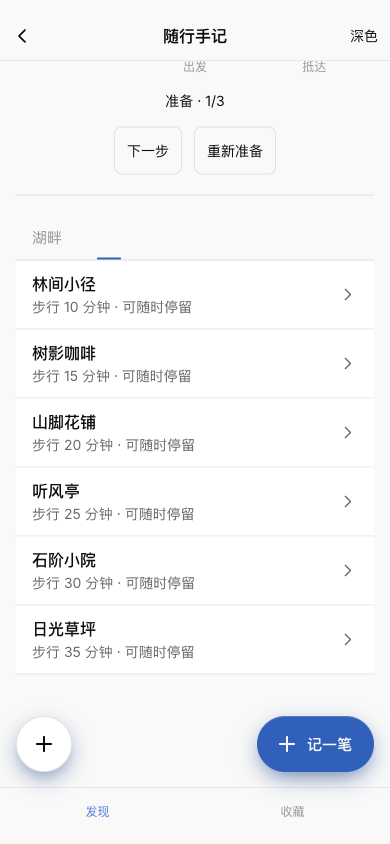 随行手记
深色
出发
抵达
准备 · 1/3
下一步
重新准备
湖畔
林间小径
步行 10 分钟 · 可随时停留
树影咖啡
步行 15 分钟 · 可随时停留
山脚花铺
步行 20 分钟 · 可随时停留
听风亭
步行 25 分钟 · 可随时停留
石阶小院
步行 30 分钟 · 可随时停留
日光草坪
步行 35 分钟 · 可随时停留
记一笔
发现
收藏